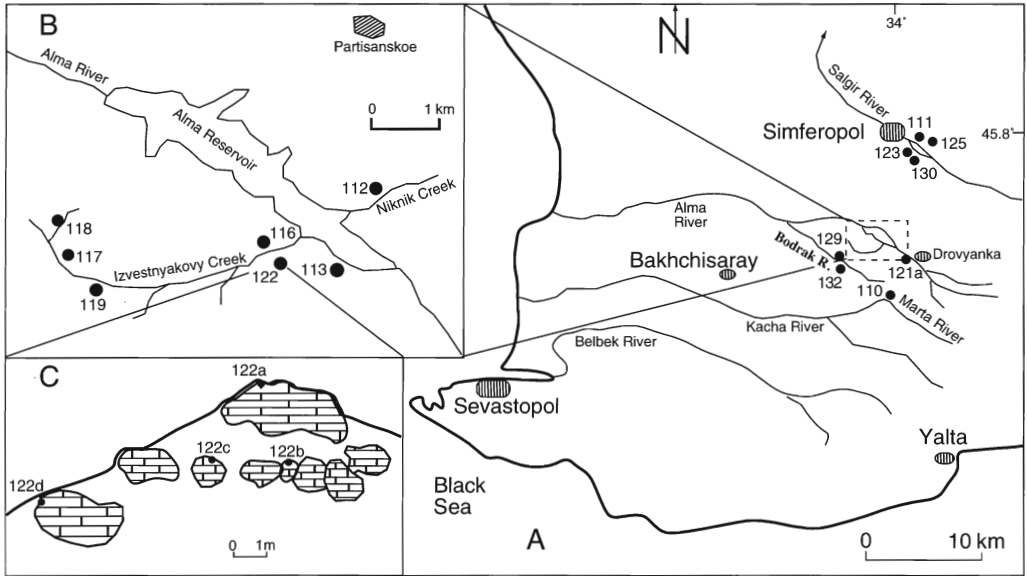 B
Partisanskoe
Alma River
0 1 km
Alma Reservoir
112
Niknik Creek
118
117
116
Izvestnyakovy Creek
122
113
119
C
122a
122c
122b
122d
0 1m
N
34°
Salgir River
Simferopol
111
125
45.8°
123
130
Alma
River
129
Bodrak R.
Drovyanka
Bakhchisaray
132
121a
110
Marta River
Kacha River
Belbek River
Sevastopol
Yalta
Black
Sea
A
0 10 km